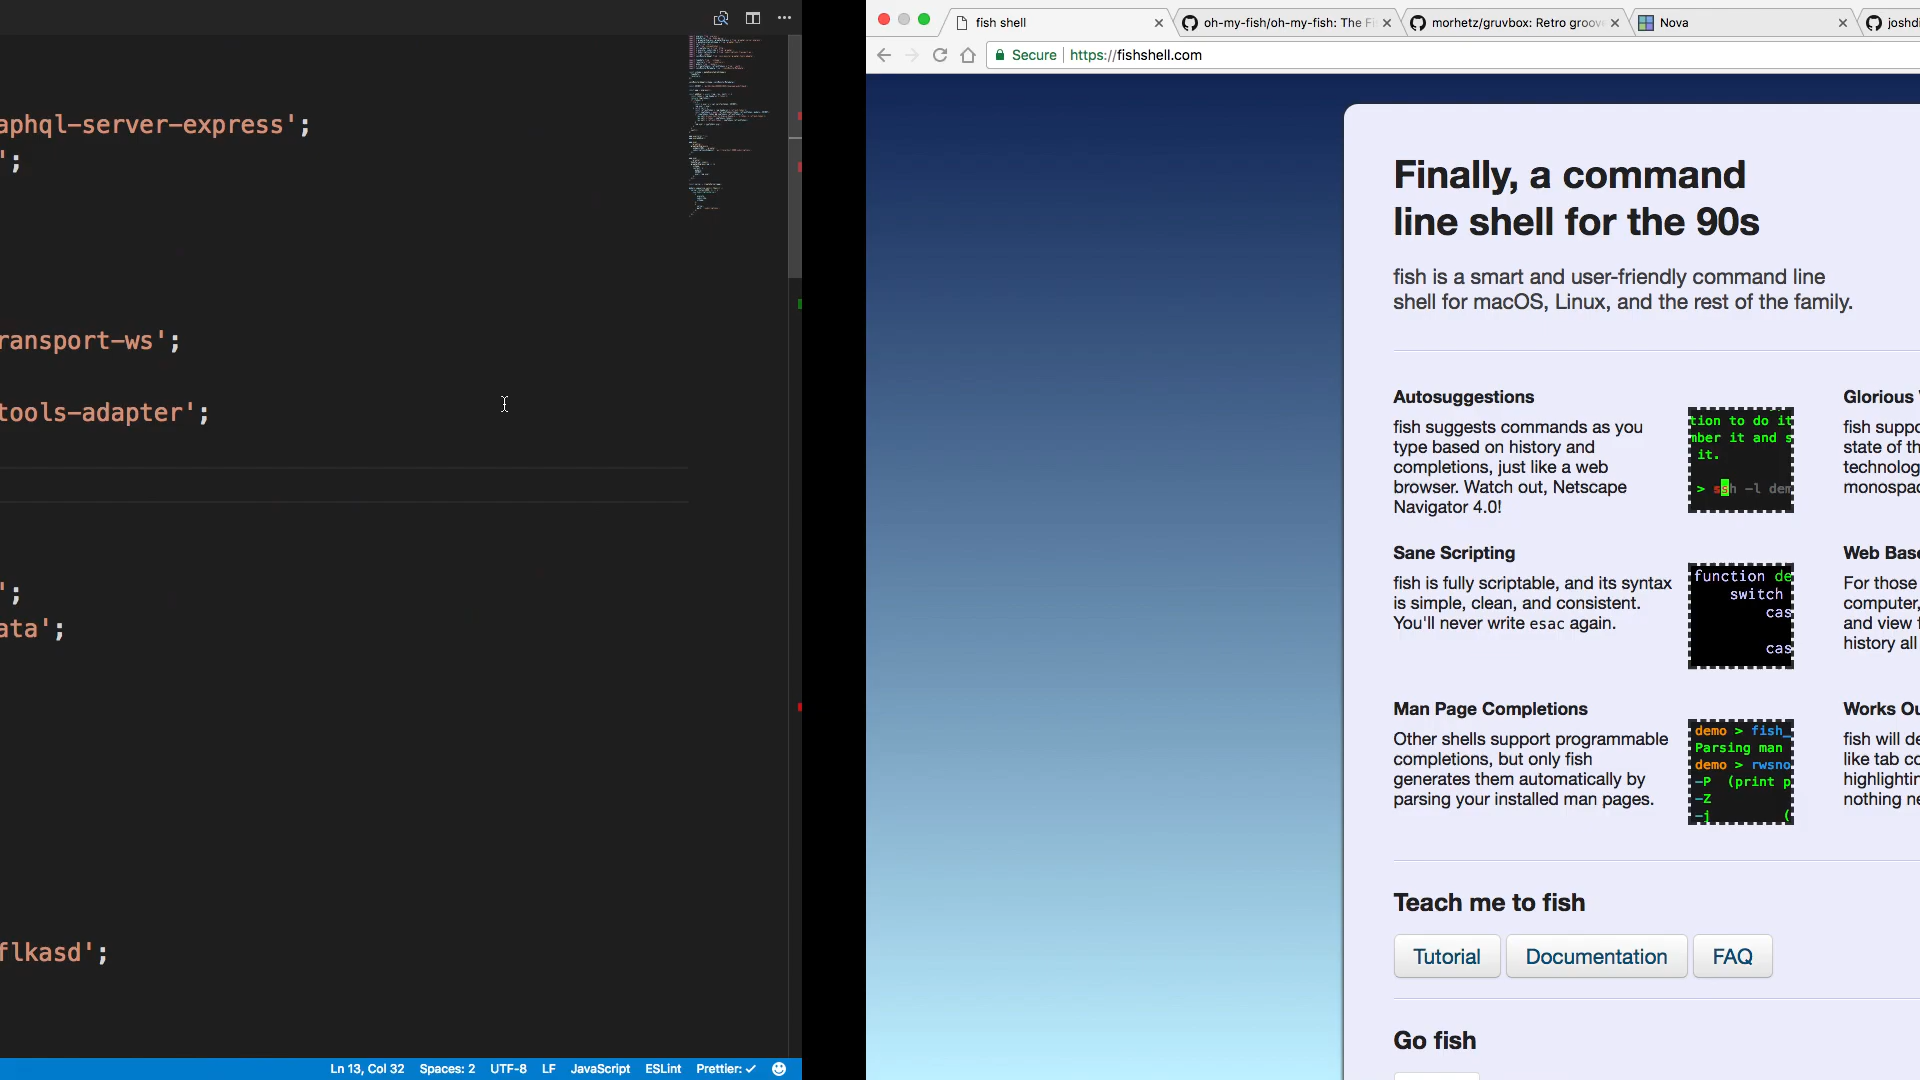 aphql-server-express';
';
ransport-ws';
tools-adapter';
';
ata';
flkasd';
Ln 13, Col 32 Spaces: 2 UTF-8 LF JavaScript ESLint Prettier: ✓
fish shell
oh-my-fish/oh-my-fish: The Fi
morhetz/gruvbox: Retro groov
Nova
joshdi
Secure https://fishshell.com
Finally, a command
line shell for the 90s
fish is a smart and user-friendly command line
shell for macOS, Linux, and the rest of the family.
Autosuggestions
fish suggests commands as you
type based on history and
completions, just like a web
browser. Watch out, Netscape
Navigator 4.0!
tion to do it
mber it and s
it.
> ssh -l dem
Glorious
fish suppo
state of th
technolog
monospac
Sane Scripting
fish is fully scriptable, and its syntax
is simple, clean, and consistent.
You'll never write esac again.
function de
switch
cas
cas
Web Base
For those
computer,
and view f
history all
Man Page Completions
Other shells support programmable
completions, but only fish
generates them automatically by
parsing your installed man pages.
demo > fish_
Parsing man
demo > rwsno
-P (print p
-Z
-j (
Works Ou
fish will de
like tab co
highlightin
nothing ne
Teach me to fish
Tutorial
Documentation
FAQ
Go fish